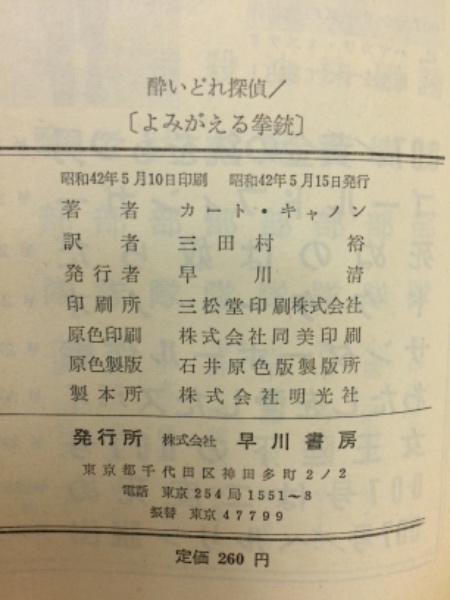 酔いどれ探偵/
〔よみがえる拳銃〕
昭和42年5月10日印刷 昭和42年5月15日発行
著者 カート・キャノン
訳者 三田村裕
発行者 早川清
印刷所 三松堂印刷株式会社
原色印刷 株式会社同美印刷
原色製版 石井原色版製版所
製本所 株式会社明光社
発行所 株式会社 早川書房
東京都千代田区神田多町2ノ2
電話 東京254局1551~8
振替 東京47799
定価 260 円